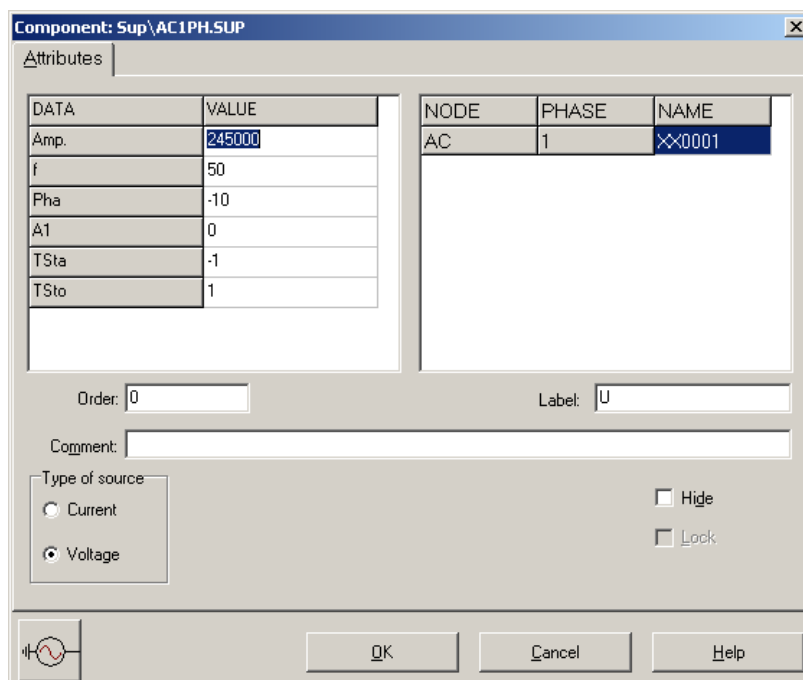 Component: Sup\AC1PH.SUP
Attributes
DATA VALUE
Amp. 245000
f 50
Pha -10
A1 0
TSta -1
TSto 1
NODE PHASE NAME
AC 1 XX0001
Order: 0
Label: U
Comment:
Type of source
Current
Voltage
Hide
Lock
OK Cancel Help